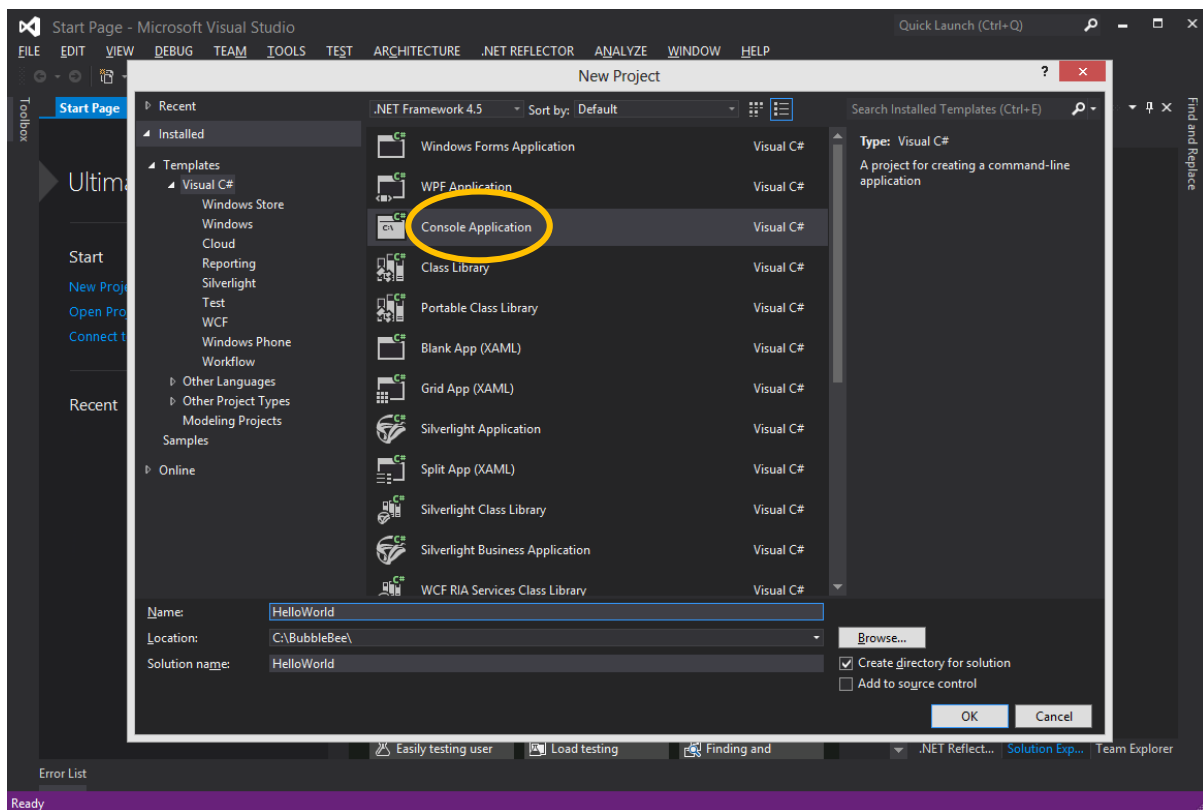 Start Page - Microsoft Visual Studio
Quick Launch (Ctrl+Q)
FILE EDIT VIEW DEBUG TEAM TOOLS TEST ARCHITECTURE .NET REFLECTOR ANALYZE WINDOW HELP
New Project
?
Toolbox
Start Page
Ultim
Start
New Proje
Open Pro
Connect t
Recent
Recent
Installed
Templates
Visual C#
Windows Store
Windows
Cloud
Reporting
Silverlight
Test
WCF
Windows Phone
Workflow
Other Languages
Other Project Types
Modeling Projects
Samples
Online
.NET Framework 4.5 Sort by: Default
Search Installed Templates (Ctrl+E)
Windows Forms Application Visual C#
WPF Application Visual C#
Console Application Visual C#
Class Library Visual C#
Portable Class Library Visual C#
Blank App (XAML) Visual C#
Grid App (XAML) Visual C#
Silverlight Application Visual C#
Split App (XAML) Visual C#
Silverlight Class Library Visual C#
Silverlight Business Application Visual C#
WCF RIA Services Class Library Visual C#
Type: Visual C#
A project for creating a command-line
application
Find and Replace
Name: HelloWorld
Location: C:\BubbleBee\
Browse...
Solution name: HelloWorld
Create directory for solution
Add to source control
OK Cancel
Easily testing user Load testing Finding and
.NET Reflect... Solution Exp... Team Explorer
Error List
Ready